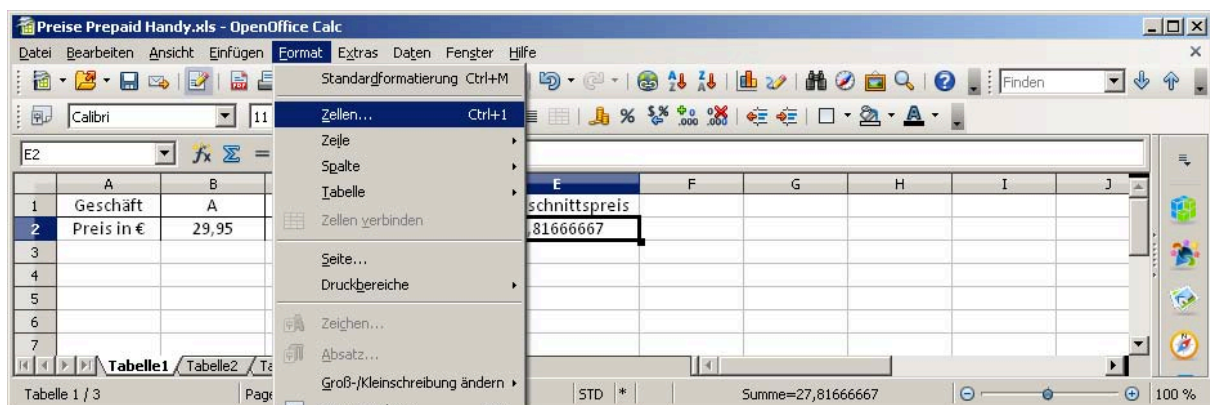 Preise Prepaid Handy.xls - OpenOffice Calc
Datei Bearbeiten Ansicht Einfügen Format Extras Daten Fenster Hilfe
Standardformatierung Ctrl+M
Finden
Calibri 11
Zellen... Ctrl+1
Zeile
E2
Spalte
A B E F G H I J
Tabelle
1 Geschäft A schnittspreis
Zellen verbinden
2 Preis in € 29,95 ,81666667
3
Seite...
4
Druckbereiche
5
6
Zeichen...
7
Absatz...
Tabelle1 Tabelle2 Ta
Groß-/Kleinschreibung ändern
Tabelle 1 / 3 Page STD * Summe=27,81666667 100 %